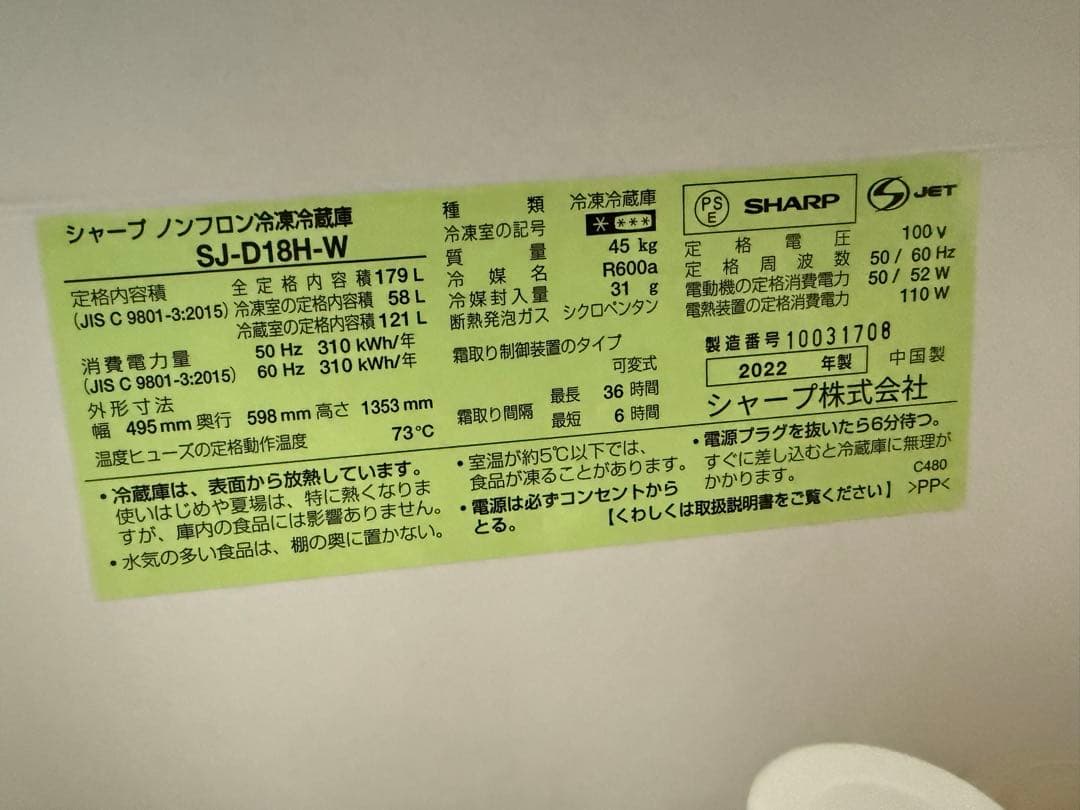 シャープ ノンフロン冷凍冷蔵庫
SJ-D18H-W
定格内容積
(JIS C 9801-3:2015)
全定格内容積 179 L
冷凍室の定格内容積 58 L
冷蔵室の定格内容積 121 L
消費電力量
(JIS C 9801-3:2015)
50 Hz 310 kWh/年
60 Hz 310 kWh/年
外形寸法
幅 495 mm 奥行 598 mm 高さ 1353 mm
温度ヒューズの定格動作温度 73℃
種類 冷凍冷蔵庫
冷凍室の記号 * ***
質量 45 kg
冷媒名 R600a
冷媒封入量 31 g
断熱発泡ガス シクロペンタン
霜取り制御装置のタイプ
可変式
霜取り間隔
最長 36 時間
最短 6 時間
PS
E
SHARP
S JET
定格電圧 100 V
定格周波数 50 / 60 Hz
電動機の定格消費電力 50 / 52 W
電熱装置の定格消費電力 110 W
製造番号 10031708
2022 年製 中国製
シャープ株式会社
・冷蔵庫は、表面から放熱しています。
使いはじめや夏場は、特に熱くなりま
すが、庫内の食品には影響ありません。
・水気の多い食品は、棚の奥に置かない。
・室温が約5℃以下では、
食品が凍ることがあります。
・電源は必ずコンセントから
とる。
・電源プラグを抜いたら6分待つ。
すぐに差し込むと冷蔵庫に無理が
かかります。
C480
【くわしくは取扱説明書をご覧ください】 >PP<